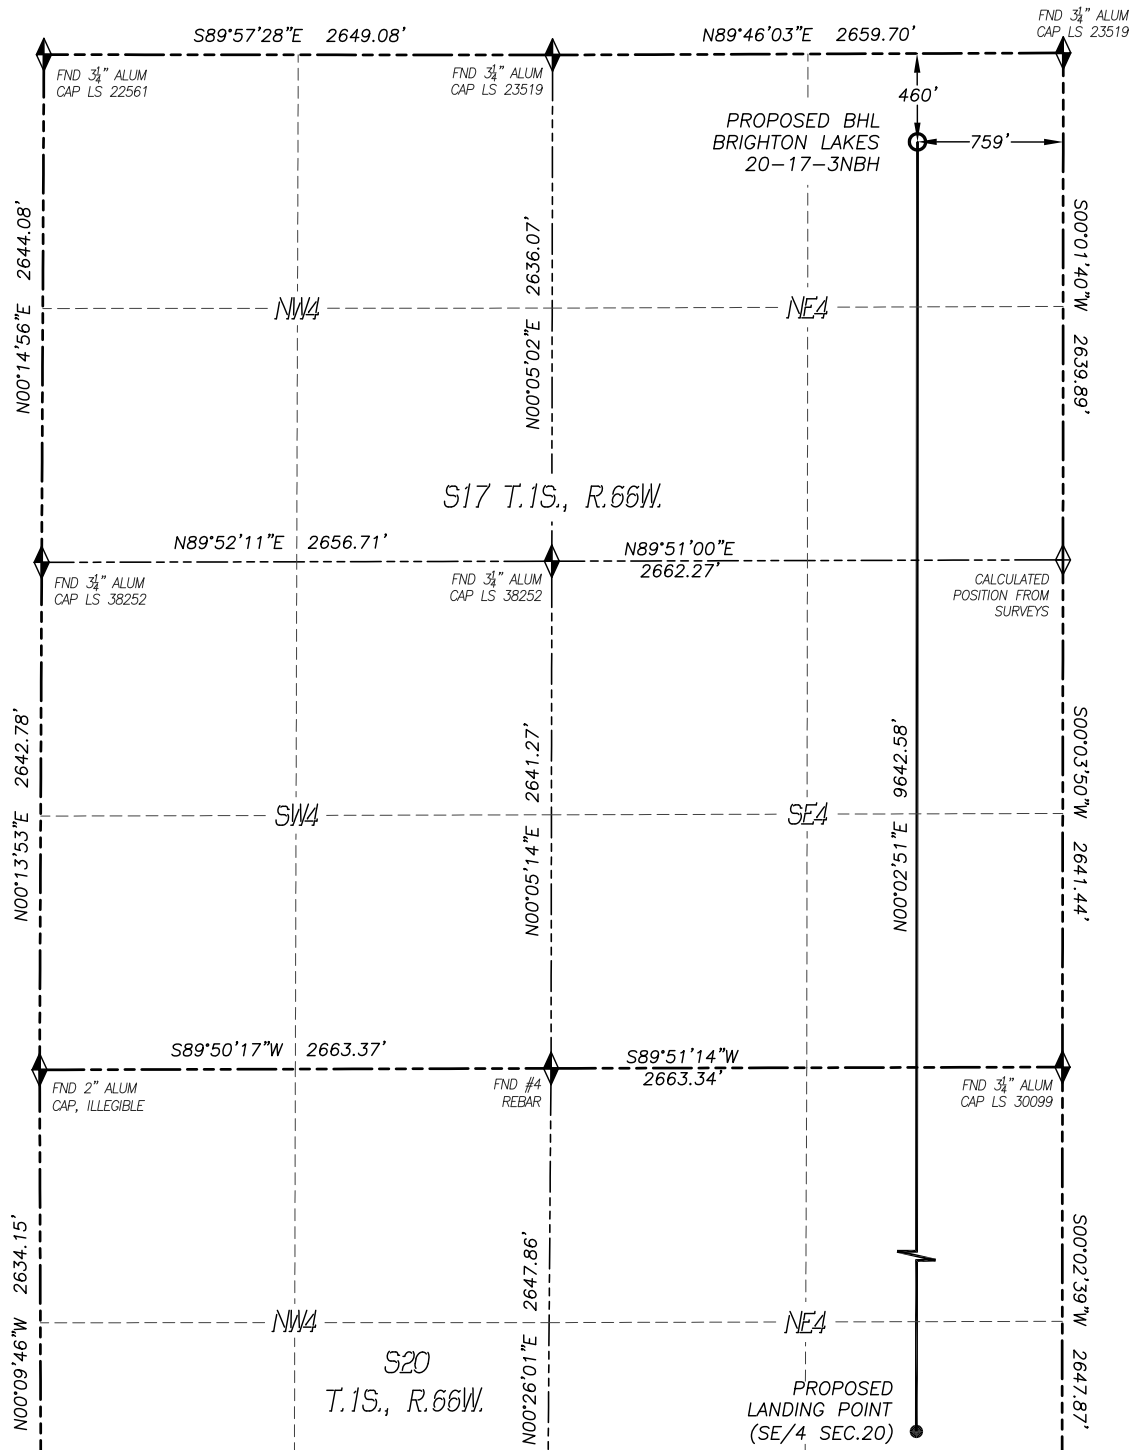 FND 3¼" ALUM
CAP LS 23519
S89°57'28"E 2649.08'
N89°46'03"E 2659.70'
FND 3¼" ALUM
CAP LS 22561
FND 3¼" ALUM
CAP LS 23519
460'
PROPOSED BHL
BRIGHTON LAKES
20-17-3NBH
759'
N00°14'56"E 2644.08'
N00°05'02"E 2636.07'
S00°01'40"W 2639.89'
NW4
NE4
S17 T.1S., R.66W.
N89°52'11"E 2656.71'
N89°51'00"E
2662.27'
FND 3¼" ALUM
CAP LS 38252
FND 3¼" ALUM
CAP LS 38252
CALCULATED
POSITION FROM
SURVEYS
N00°13'53"E 2642.78'
N00°05'14"E 2641.27'
N00°02'51"E 9642.58'
S00°03'50"W 2641.44'
SW4
SE4
S89°50'17"W 2663.37'
S89°51'14"W
2663.34'
FND 2" ALUM
CAP, ILLEGIBLE
FND #4
REBAR
FND 3¼" ALUM
CAP LS 30099
N00°09'46"W 2634.15'
N00°26'01"E 2647.86'
S00°02'39"W 2647.87'
NW4
NE4
S20
T.1S., R.66W.
PROPOSED
LANDING POINT
(SE/4 SEC.20)